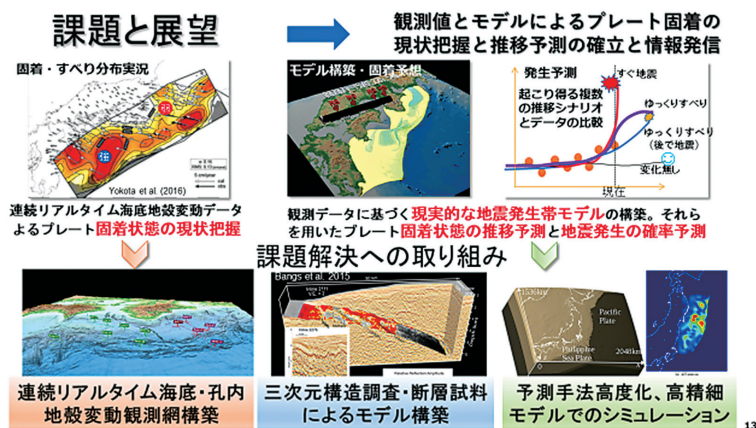 課題と展望
観測値とモデルによるプレート固着の
現状把握と推移予測の確立と情報発信
固着・すべり分布実況
Yokota et al. (2016)
モデル構築・固着予想
発生予測
起こり得る複数
の推移シナリオ
とデータの比較
すぐ地震
ゆっくりすべり
ゆっくりすべり
(後で地震)
変化無し
現在
連続リアルタイム海底地殻変動データ
よるプレート固着状態の現状把握
観測データに基づく現実的な地震発生帯モデルの構築。それら
を用いたプレート固着状態の推移予測と地震発生の確率予測
課題解決への取り組み
Bangs et al. 2015
1536km
Pacific
Plate
Philippine
Sea Plate
2048km
連続リアルタイム海底・孔内
地殻変動観測網構築
三次元構造調査・断層試料
によるモデル構築
予測手法高度化、高精細
モデルでのシミュレーション
13